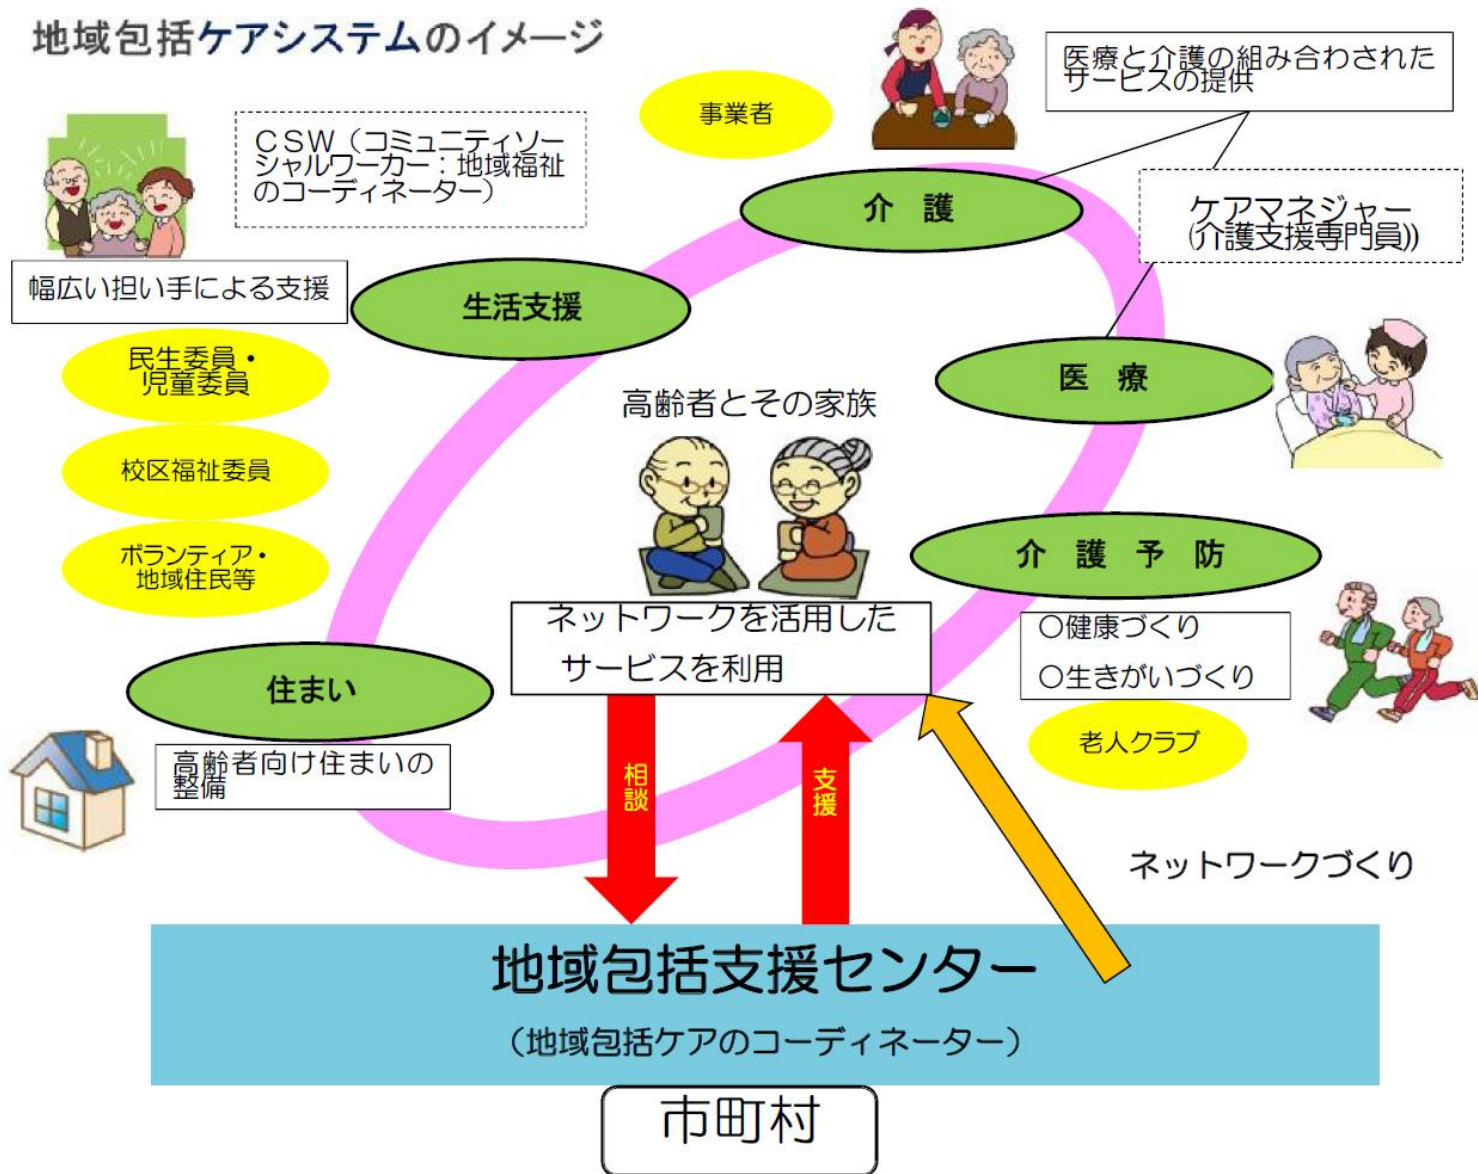 地域包括ケアシステムのイメージ
事業者
医療と介護の組み合わされた
サービスの提供
CSW(コミュニティソー
シャルワーカー:地域福祉
のコーディネーター)
介 護
ケアマネジャー
(介護支援専門員))
幅広い担い手による支援
生活支援
民生委員・
児童委員
医 療
高齢者とその家族
校区福祉委員
介 護 予 防
ボランティア・
地域住民等
ネットワークを活用した
サービスを利用
○健康づくり
○生きがいづくり
住まい
老人クラブ
高齢者向け住まいの
整備
相談
支援
ネットワークづくり
地域包括支援センター
(地域包括ケアのコーディネーター)
市町村